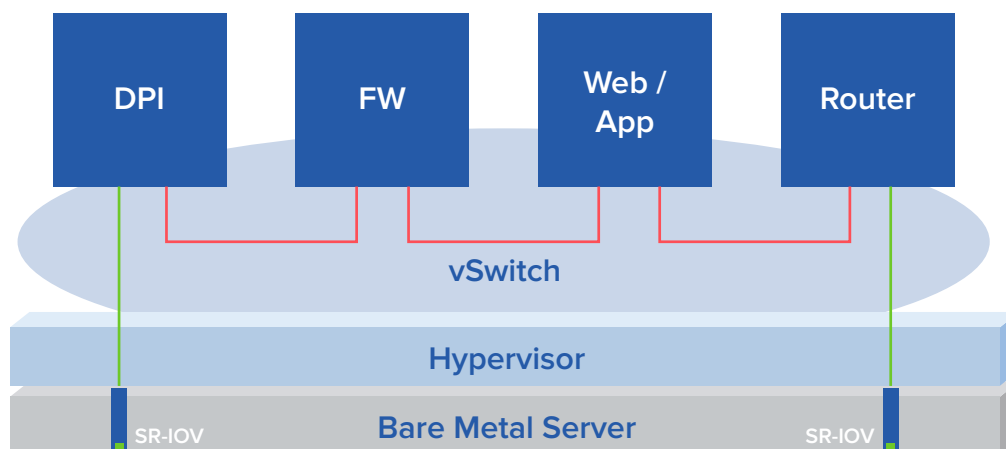 DPI
FW
Web /
App
Router
vSwitch
Hypervisor
SR-IOV
Bare Metal Server
SR-IOV